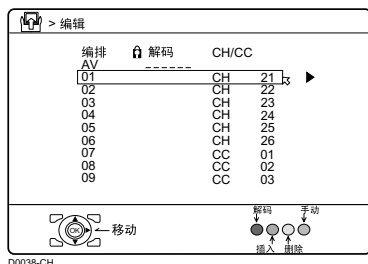 > 编辑
编排 解码 CH/CC
AV ------
01 CH 21
02 CH 22
03 CH 23
04 CH 24
05 CH 25
06 CH 26
07 CC 01
08 CC 02
09 CC 03
解码 手动
OK 移动
插入 删除
D0038-CH